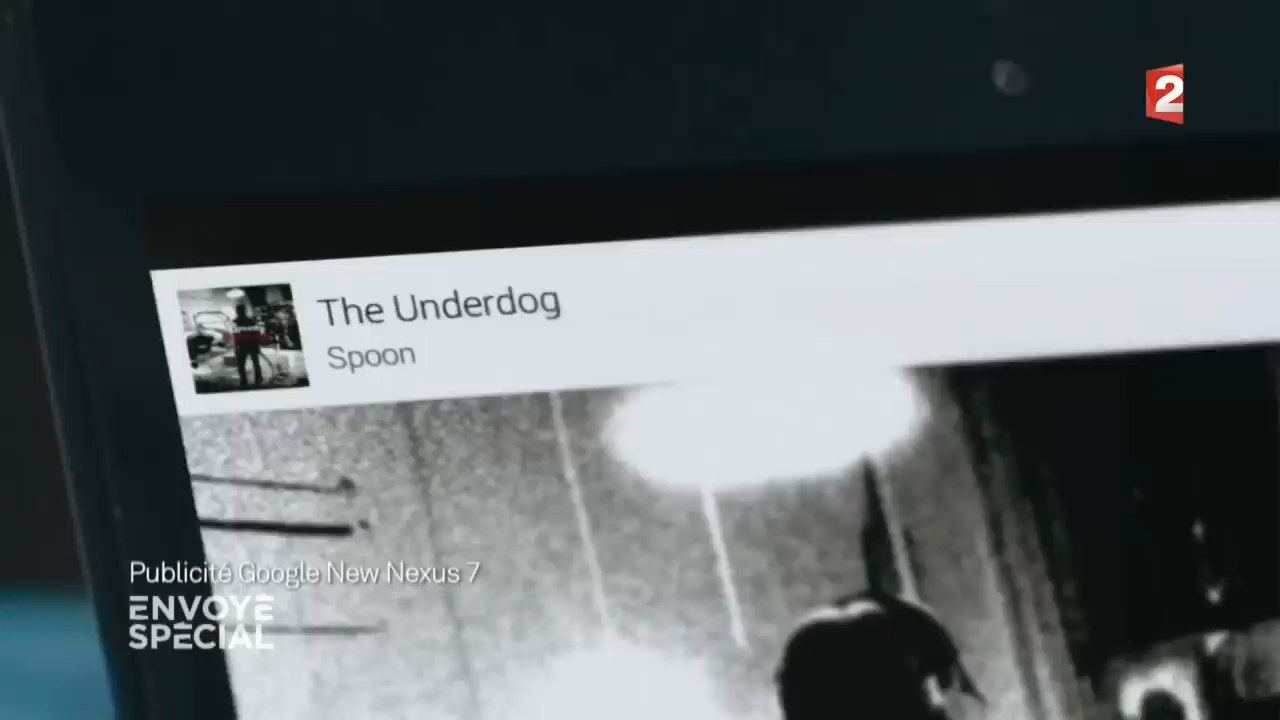 2
The Underdog
Spoon
Publicité Google New Nexus 7
ENVOYÉ
SPÉCIAL